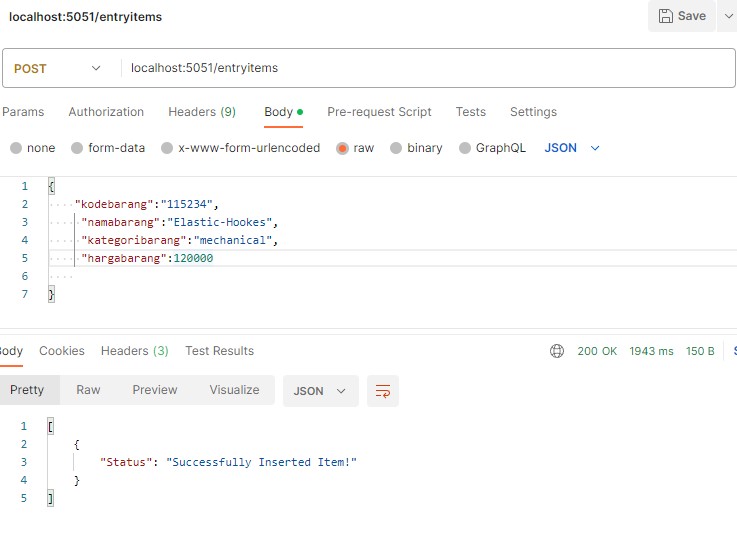 localhost:5051/entryitems
Save
POST
localhost:5051/entryitems
Params Authorization Headers (9) Body Pre-request Script Tests Settings
none form-data x-www-form-urlencoded raw binary GraphQL JSON
1 {
2 "kodebarang":"115234",
3 "namabarang":"Elastic-Hookes",
4 "kategoribarang":"mechanical",
5 "hargabarang":120000
6
7 }
Body Cookies Headers (3) Test Results 200 OK 1943 ms 150 B
Pretty Raw Preview Visualize JSON
1 [
2 {
3 "Status": "Successfully Inserted Item!"
4 }
5 ]